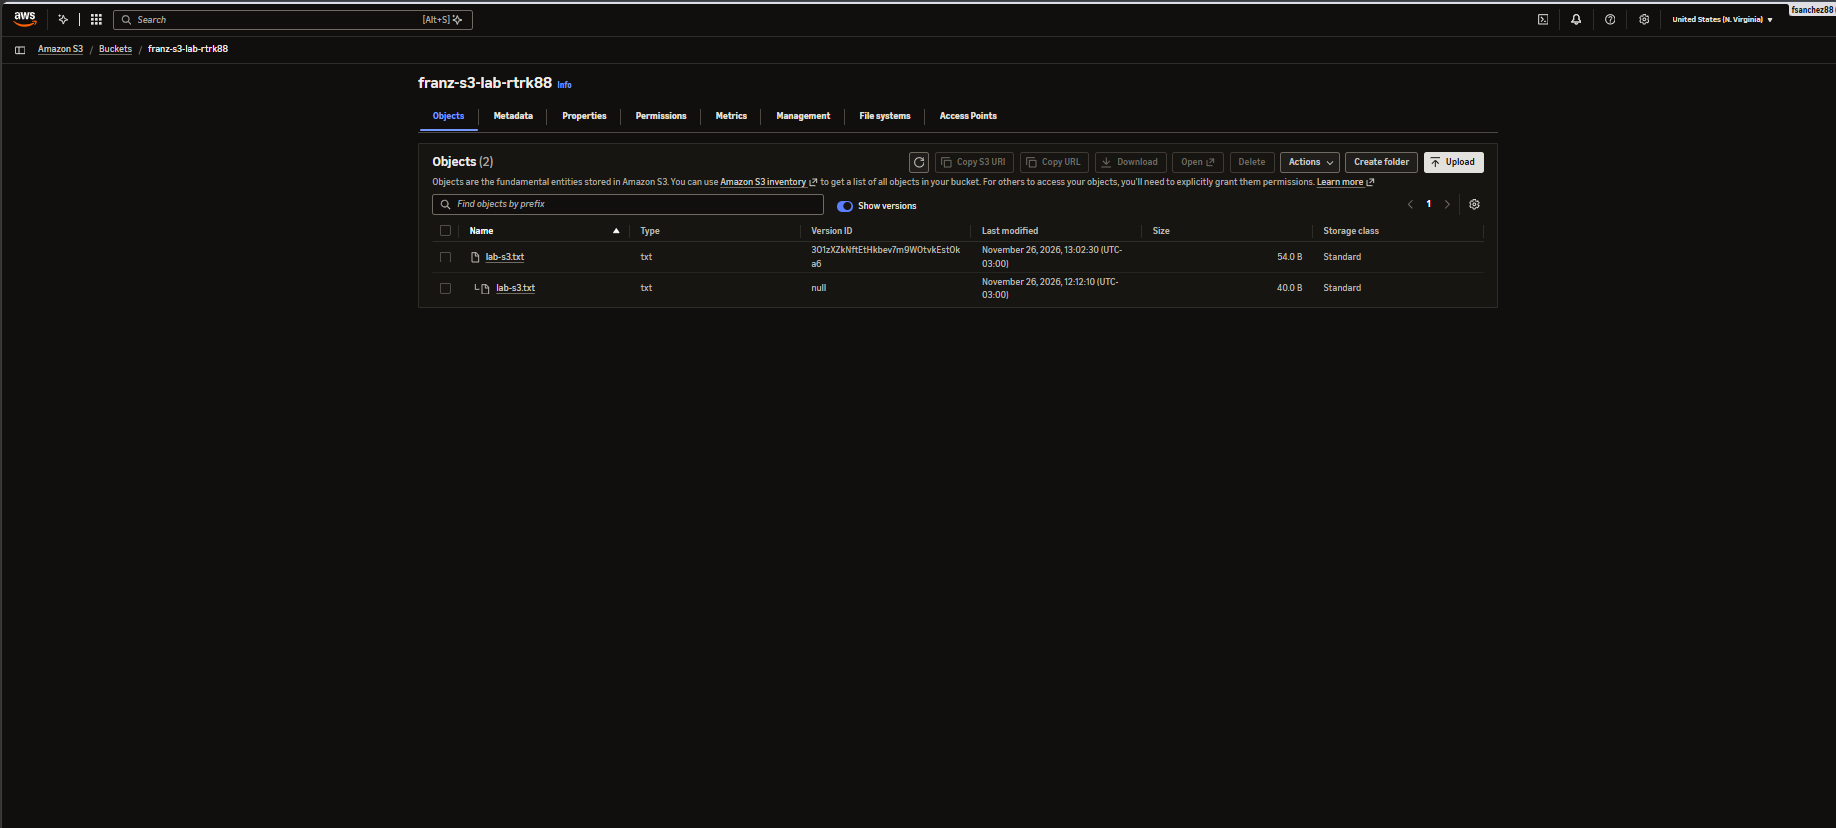 aws
Search [Alt+S]
United States (N. Virginia)
fsanchez88
Amazon S3 / Buckets / franz-s3-lab-rtrk88
franz-s3-lab-rtrk88 Info
Objects Metadata Properties Permissions Metrics Management File systems Access Points
Objects (2)
Copy S3 URI Copy URL Download Open Delete Actions Create folder Upload
Objects are the fundamental entities stored in Amazon S3. You can use Amazon S3 inventory to get a list of all objects in your bucket. For others to access your objects, you'll need to explicitly grant them permissions. Learn more
Find objects by prefix
Show versions
1
Name Type Version ID Last modified Size Storage class
lab-s3.txt txt 3O1zXZkNftEtHkbev7m9WOtvkEstOk
a6 November 26, 2026, 13:02:30 (UTC-
03:00) 54.0 B Standard
lab-s3.txt txt null November 26, 2026, 12:12:10 (UTC-
03:00) 40.0 B Standard